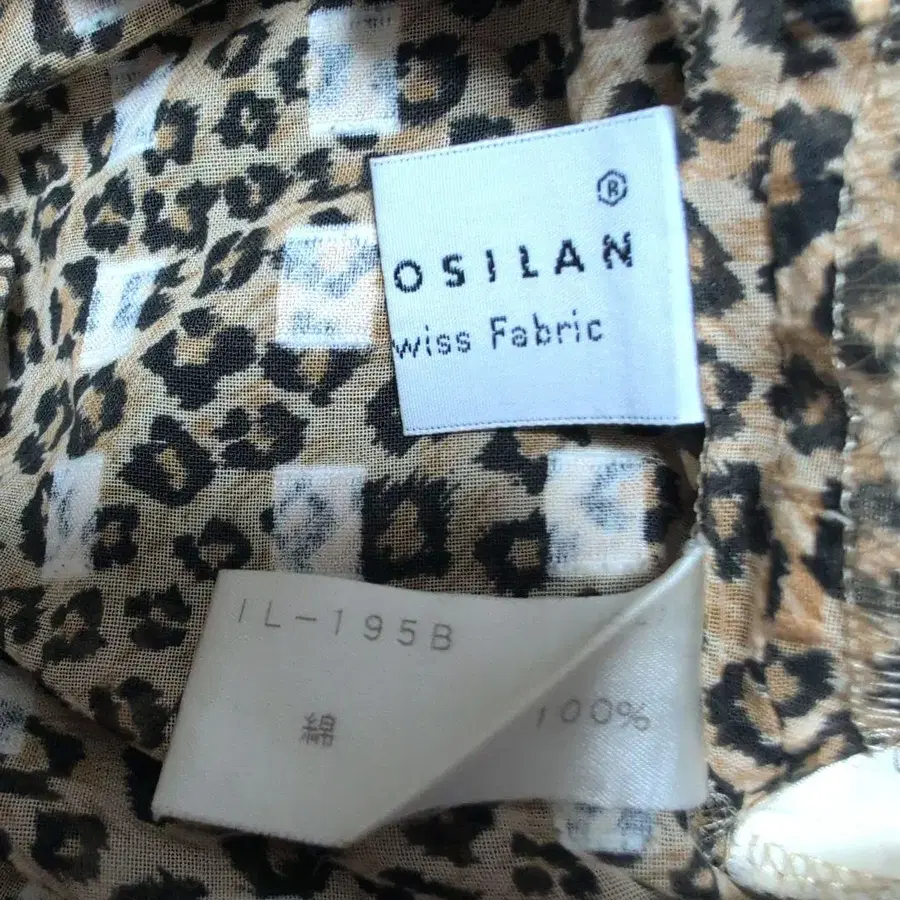 ®
OSILAN
wiss Fabric
IL-195B
綿 100%